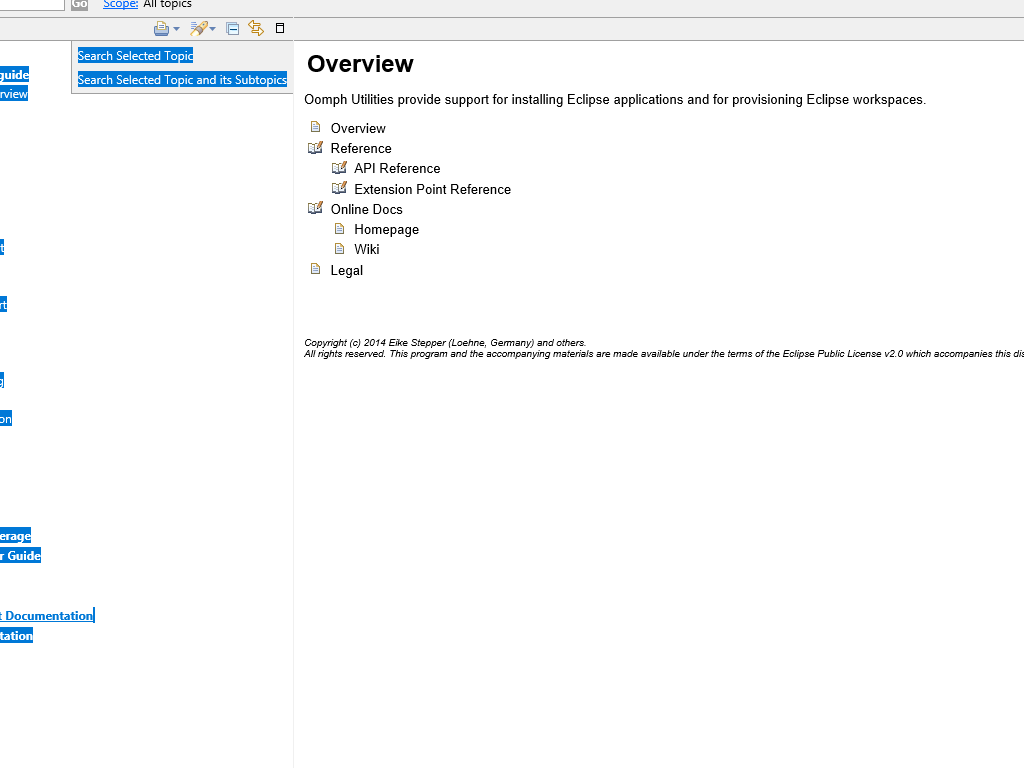 Go Scope: All topics
Search Selected Topic
Search Selected Topic and its Subtopics
guide
rview
t
rt
g
on
erage
r Guide
t Documentation
tation
Overview
Oomph Utilities provide support for installing Eclipse applications and for provisioning Eclipse workspaces.
Overview
Reference
API Reference
Extension Point Reference
Online Docs
Homepage
Wiki
Legal
Copyright (c) 2014 Eike Stepper (Loehne, Germany) and others.
All rights reserved. This program and the accompanying materials are made available under the terms of the Eclipse Public License v2.0 which accompanies this dis